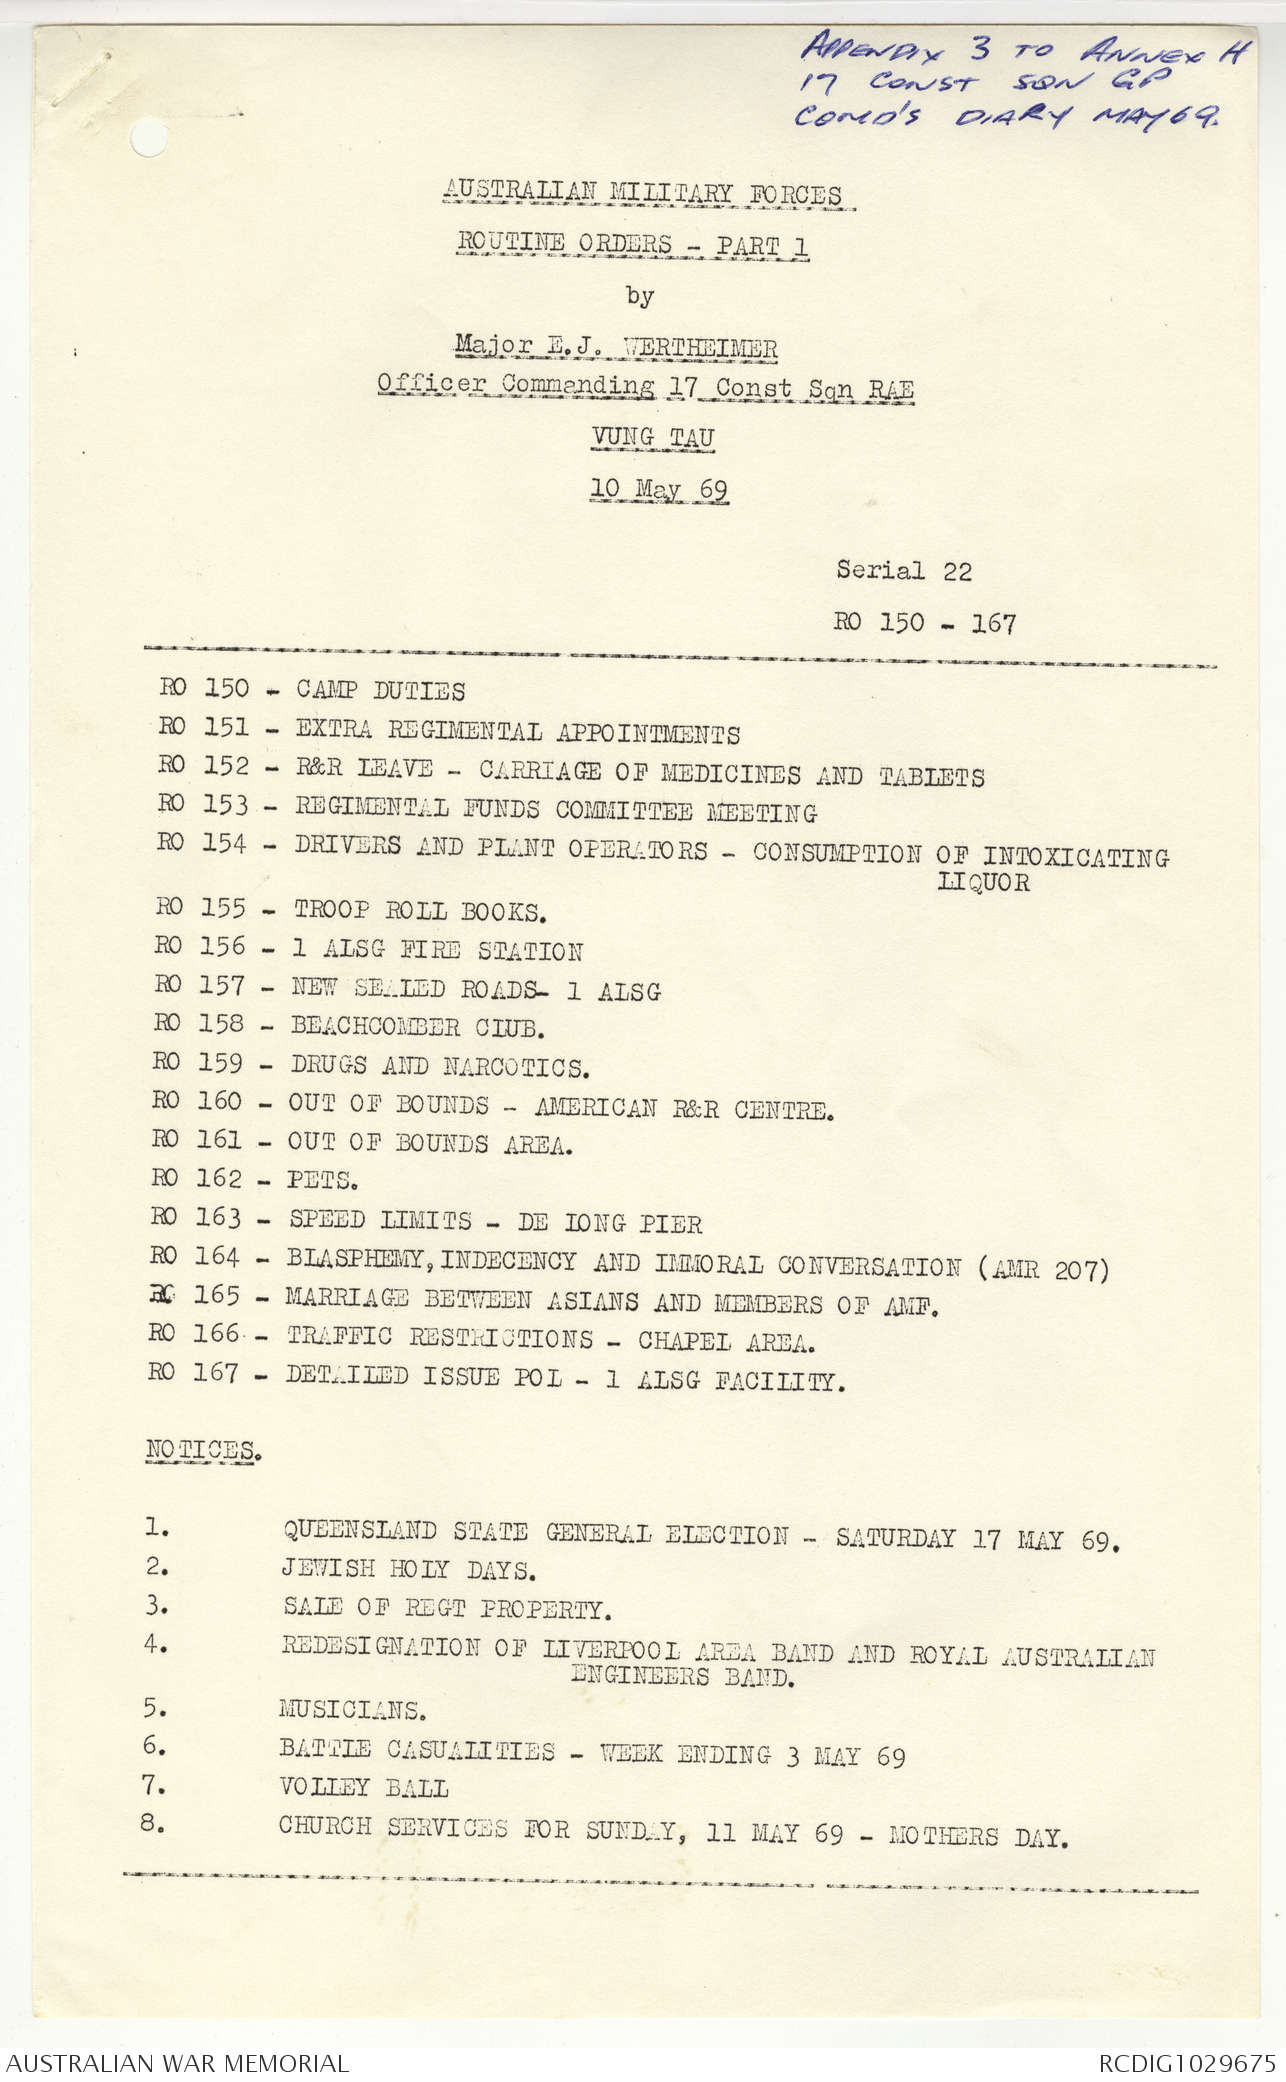 APPENDIX 3 TO ANNEX H
17 CONST SQN GP
COMD'S DIARY MAY 69.
AUSTRALIAN MILITARY FORCES
ROUTINE ORDERS - PART 1
by
Major E.J. WERTHEIMER
Officer Commanding 17 Const Sqn RAE
VUNG TAU
10 May 69
Serial 22
RO 150 - 167
RO 150 - CAMP DUTIES
RO 151 - EXTRA REGIMENTAL APPOINTMENTS
RO 152 - R&R LEAVE - CARRIAGE OF MEDICINES AND TABLETS
RO 153 - REGIMENTAL FUNDS COMMITTEE MEETING
RO 154 - DRIVERS AND PLANT OPERATORS - CONSUMPTION OF INTOXICATING
LIQUOR
RO 155 - TROOP ROLL BOOKS.
RO 156 - 1 ALSG FIRE STATION
RO 157 - NEW SEALED ROADS- 1 ALSG
RO 158 - BEACHCOMBER CLUB.
RO 159 - DRUGS AND NARCOTICS.
RO 160 - OUT OF BOUNDS - AMERICAN R&R CENTRE.
RO 161 - OUT OF BOUNDS AREA.
RO 162 - PETS.
RO 163 - SPEED LIMITS - DE LONG PIER
RO 164 - BLASPHEMY, INDECENCY AND IMMORAL CONVERSATION (AMR 207)
RO 165 - MARRIAGE BETWEEN ASIANS AND MEMBERS OF AMF.
RO 166 - TRAFFIC RESTRICTIONS - CHAPEL AREA.
RO 167 - DETAILED ISSUE POL - 1 ALSG FACILITY.
NOTICES.
1. QUEENSLAND STATE GENERAL ELECTION - SATURDAY 17 MAY 69.
2. JEWISH HOLY DAYS.
3. SALE OF REGT PROPERTY.
4. REDESIGNATION OF LIVERPOOL AREA BAND AND ROYAL AUSTRALIAN
ENGINEERS BAND.
5. MUSICIANS.
6. BATTLE CASUALITIES - WEEK ENDING 3 MAY 69
7. VOLLEY BALL
8. CHURCH SERVICES FOR SUNDAY, 11 MAY 69 - MOTHERS DAY.
AUSTRALIAN WAR MEMORIAL
RCDIG1029675